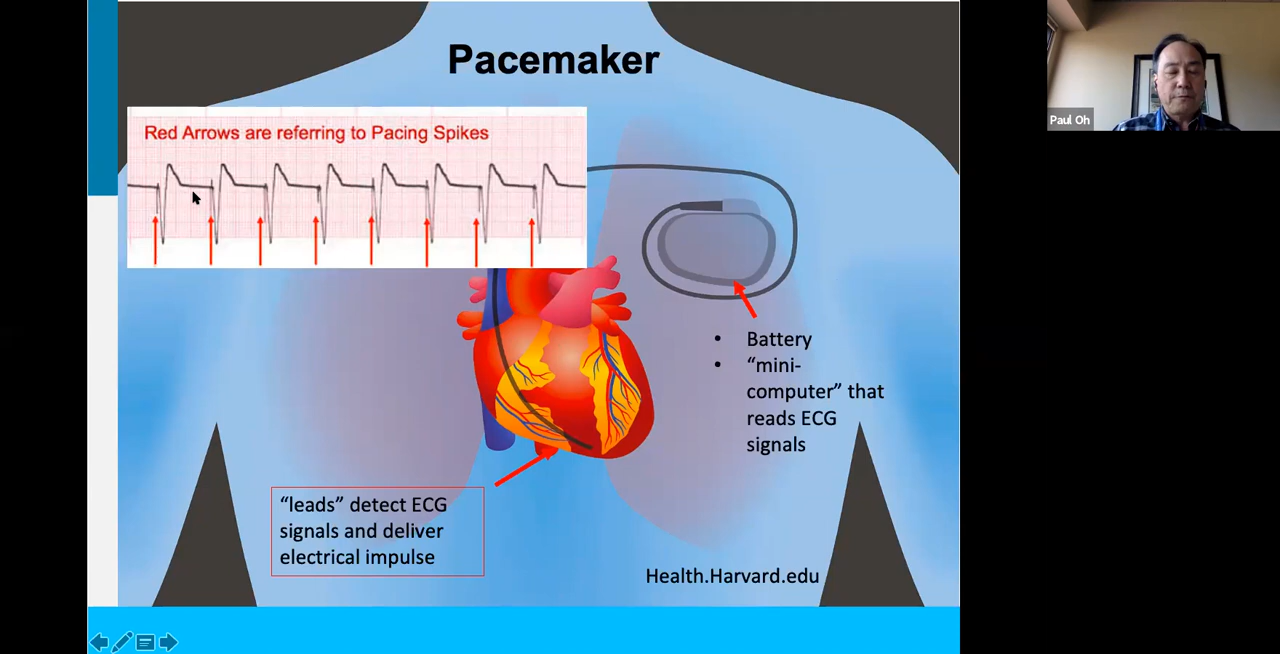 Pacemaker
Red Arrows are referring to Pacing Spikes
Paul Oh
• Battery
• “mini-
computer” that
reads ECG
signals
“leads” detect ECG
signals and deliver
electrical impulse
Health.Harvard.edu